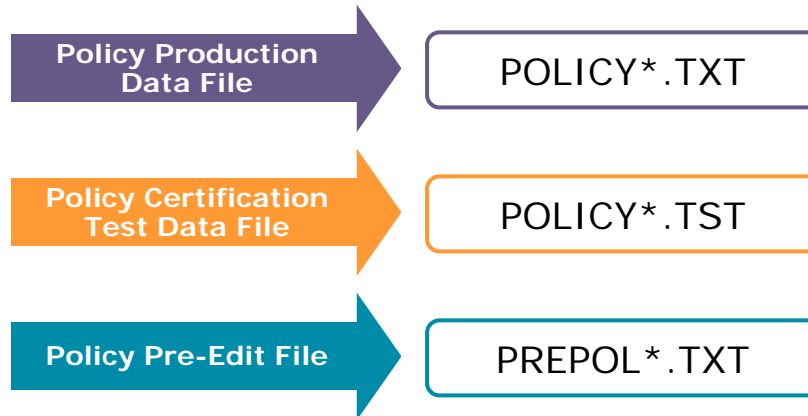 Policy Production
Data File
POLICY*.TXT
Policy Certification
Test Data File
POLICY*.TST
Policy Pre-Edit File
PREPOL*.TXT